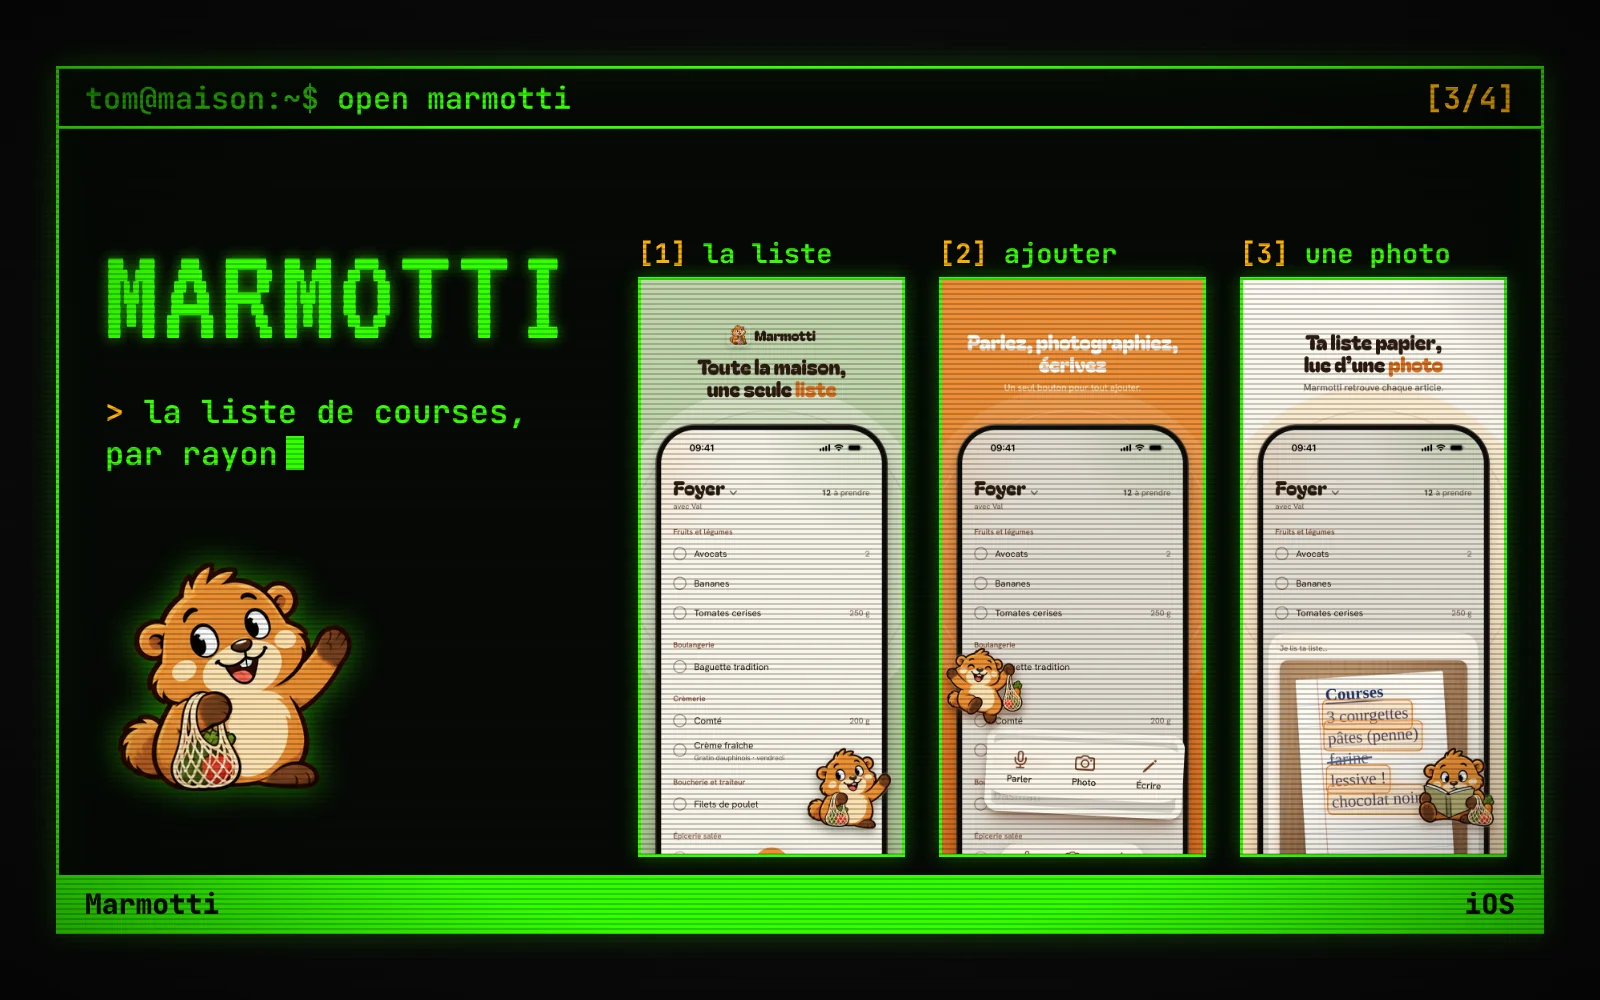 tom@maison:~$ open marmotti
[3/4]
MARMOTTI
> la liste de courses,
par rayon
[1] la liste
Marmotti
Toute la maison,
une seule liste
09:41
Foyer
12 à prendre
avec Val
Fruits et légumes
Avocats 2
Bananes
Tomates cerises 250 g
Boulangerie
Baguette tradition
Crèmerie
Comté 200 g
Crème fraîche
Gratin dauphinois · vendredi
Boucherie et traiteur
Filets de poulet
Épicerie salée
[2] ajouter
Parlez, photographiez,
écrivez
Un seul bouton pour tout ajouter.
09:41
Foyer
12 à prendre
avec Val
Fruits et légumes
Avocats 2
Bananes
Tomates cerises 250 g
Boulangerie
tradition
Comté 200 g
Parler
Photo
Écrire
Épicerie salée
[3] une photo
Ta liste papier,
lue d'une photo
Marmotti retrouve chaque article.
09:41
Foyer
12 à prendre
avec Val
Fruits et légumes
Avocats 2
Bananes
Tomates cerises 250 g
Je lis ta liste...
Courses
3 courgettes
pâtes (penne)
farine
lessive !
chocolat noir
Marmotti
iOS